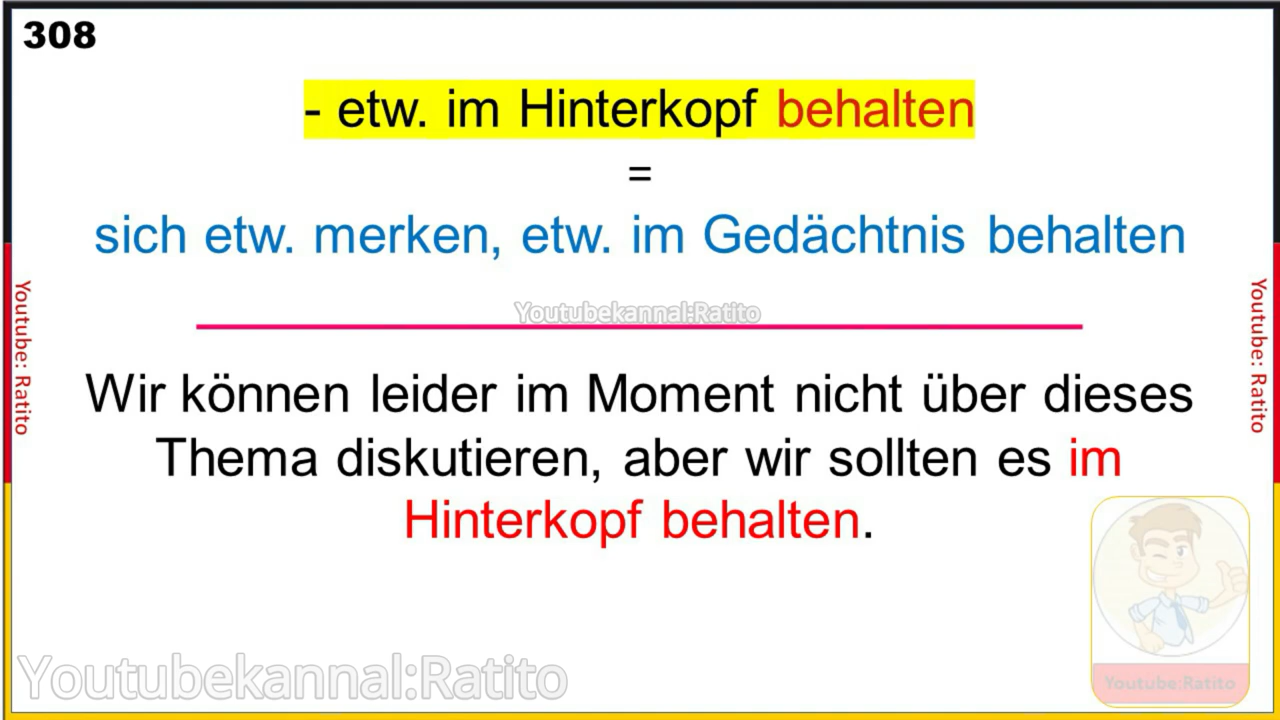 308
- etw. im Hinterkopf behalten
=
sich etw. merken, etw. im Gedächtnis behalten
Youtubekannal:Ratito
Youtube: Ratito
Youtube: Ratito
Wir können leider im Moment nicht über dieses
Thema diskutieren, aber wir sollten es im
Hinterkopf behalten.
Youtubekannal:Ratito
Youtube:Ratito